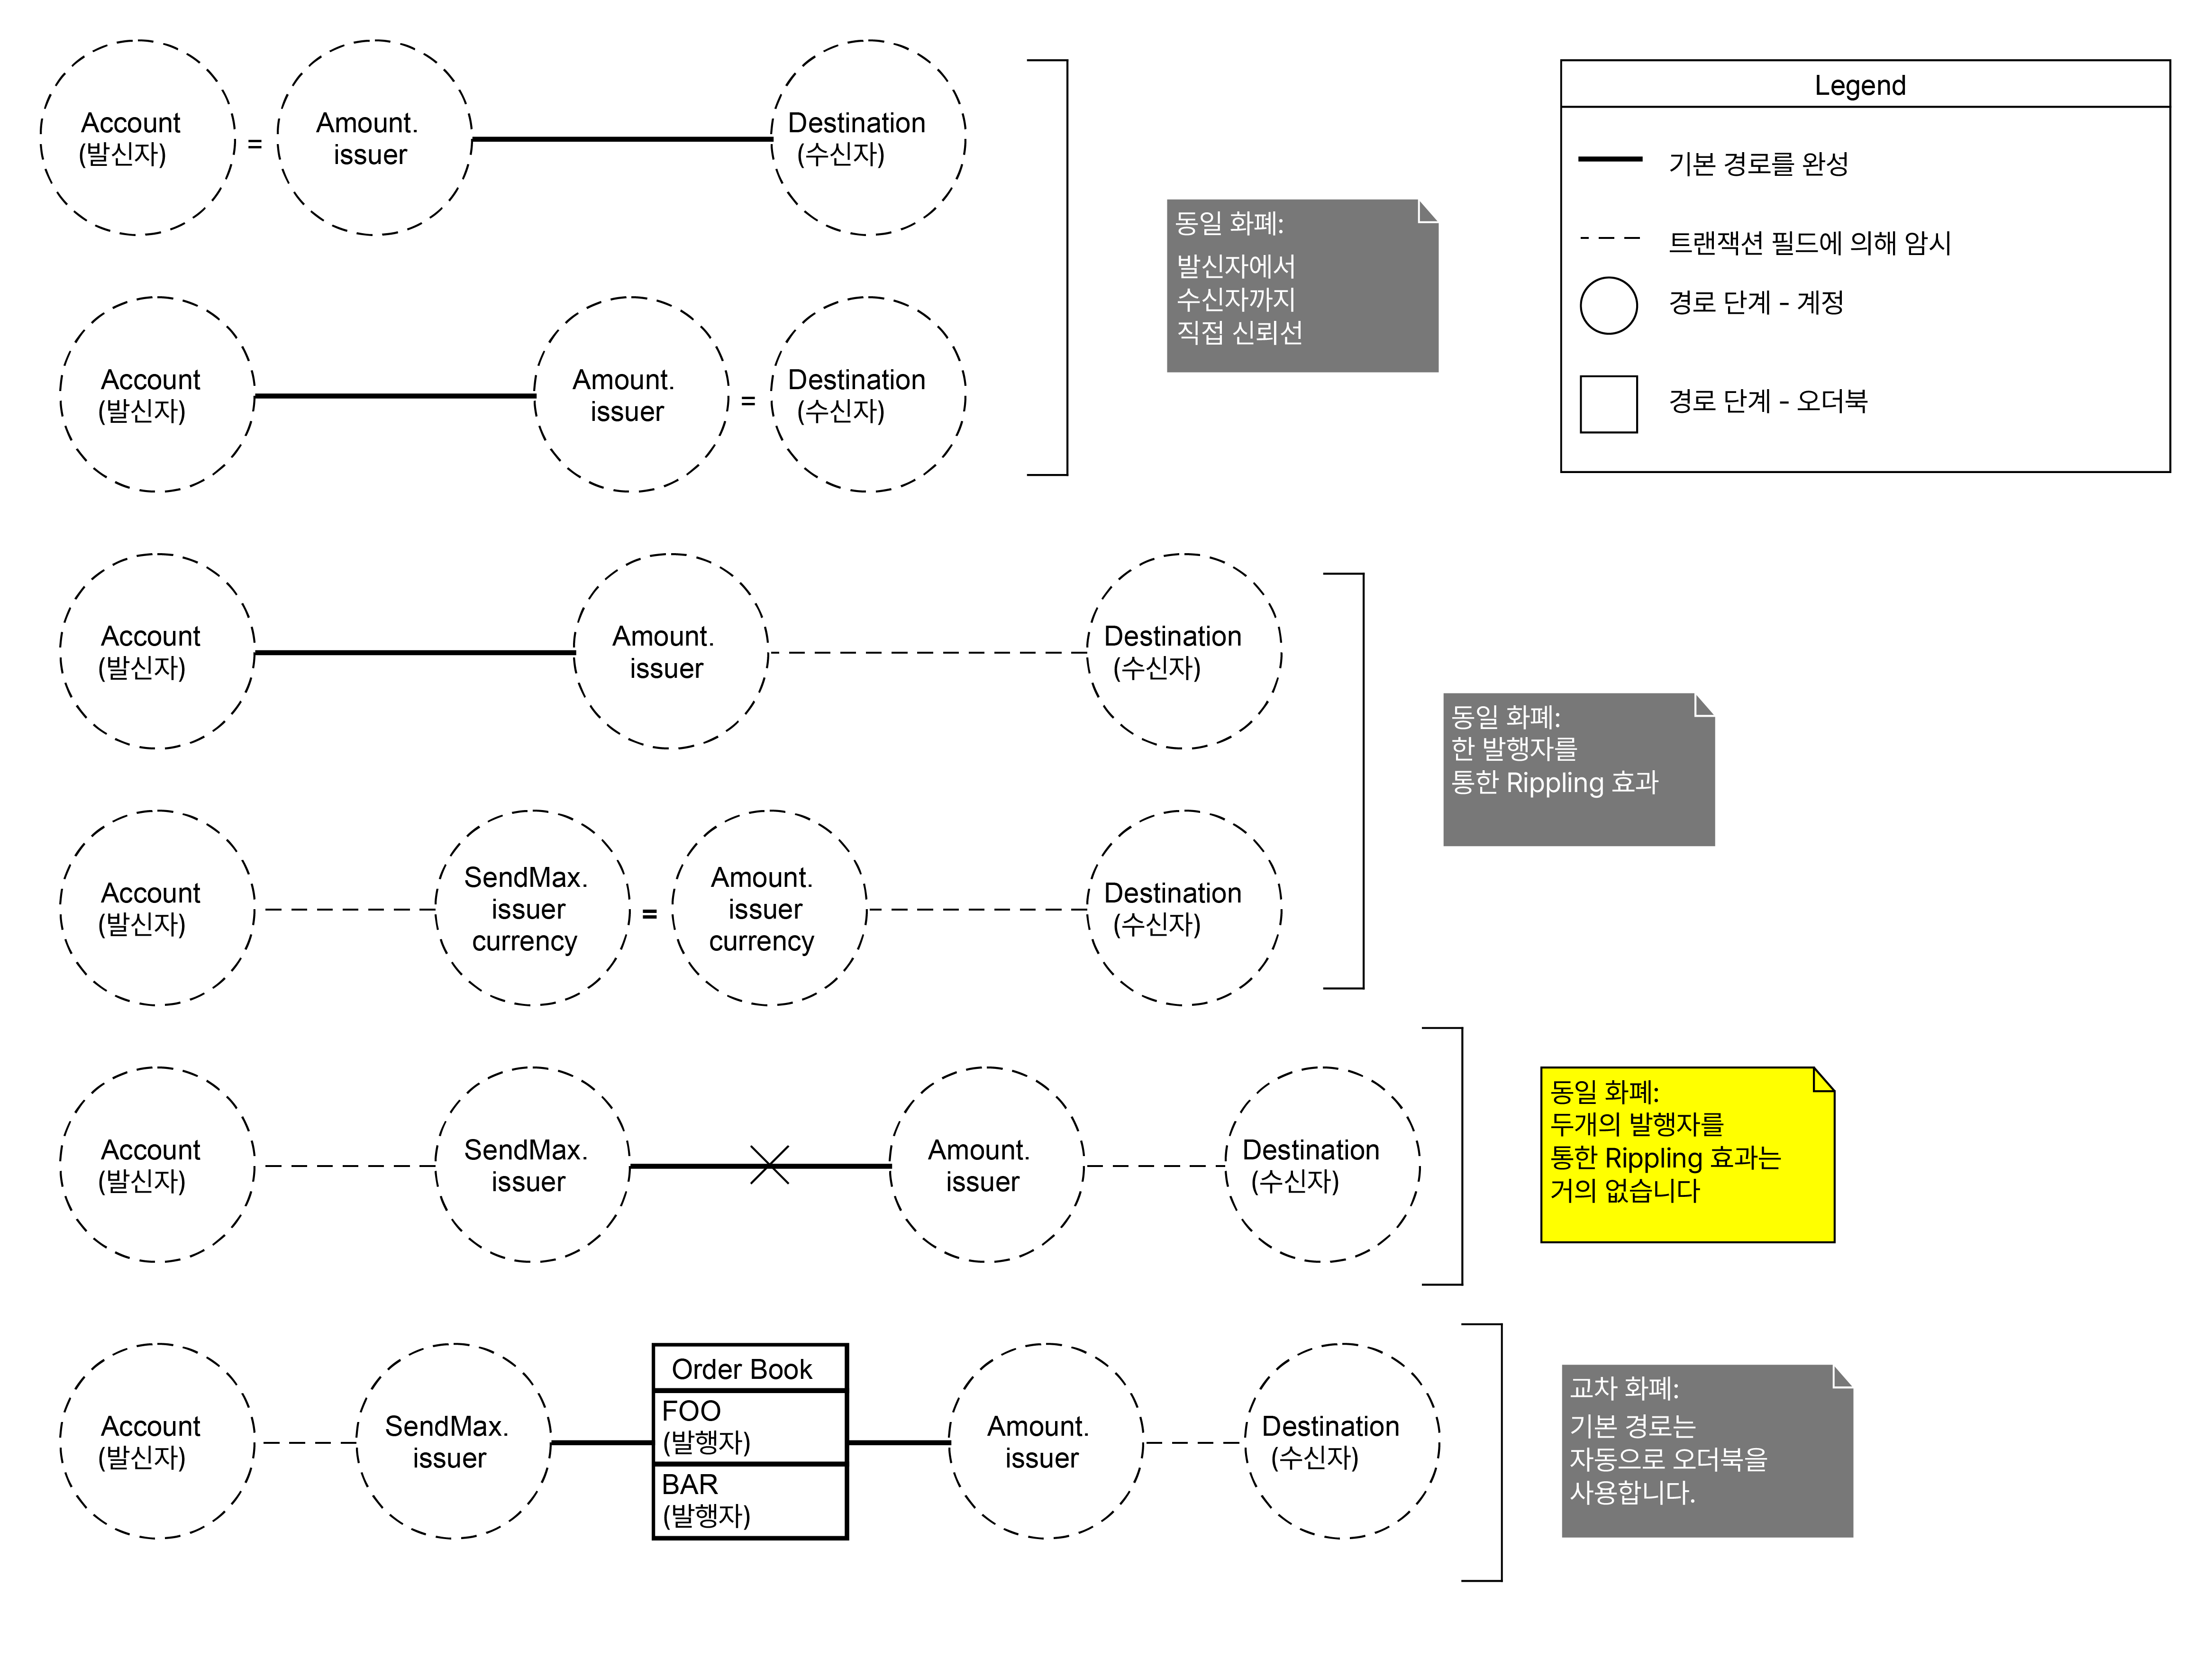 Account
(발신자)
=
Amount.
issuer
Destination
(수신자)
Account
(발신자)
Amount.
issuer
=
Destination
(수신자)
동일 화폐:
발신자에서
수신자까지
직접 신뢰선
Legend
기본 경로를 완성
트랜잭션 필드에 의해 암시
경로 단계 - 계정
경로 단계 - 오더북
Account
(발신자)
Amount.
issuer
Destination
(수신자)
Account
(발신자)
SendMax.
issuer
currency
=
Amount.
issuer
currency
Destination
(수신자)
동일 화폐:
한 발행자를
통한 Rippling 효과
Account
(발신자)
SendMax.
issuer
Amount.
issuer
Destination
(수신자)
동일 화폐:
두개의 발행자를
통한 Rippling 효과는
거의 없습니다
Account
(발신자)
SendMax.
issuer
Order Book
FOO
(발행자)
BAR
(발행자)
Amount.
issuer
Destination
(수신자)
교차 화폐:
기본 경로는
자동으로 오더북을
사용합니다.